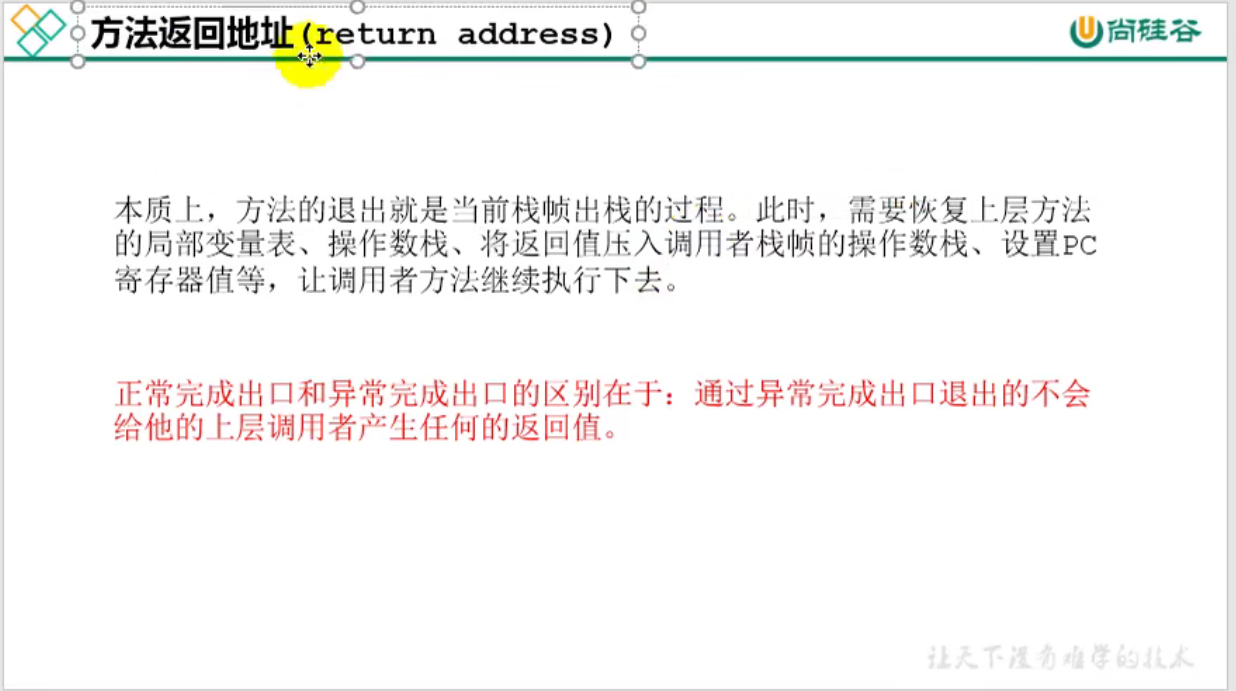 方法返回地址(return address)
尚硅谷
本质上，方法的退出就是当前栈帧出栈的过程。此时，需要恢复上层方法
的局部变量表、操作数栈、将返回值压入调用者栈帧的操作数栈、设置PC
寄存器值等，让调用者方法继续执行下去。
正常完成出口和异常完成出口的区别在于：通过异常完成出口退出的不会
给他的上层调用者产生任何的返回值。
让天下没有难学的技术